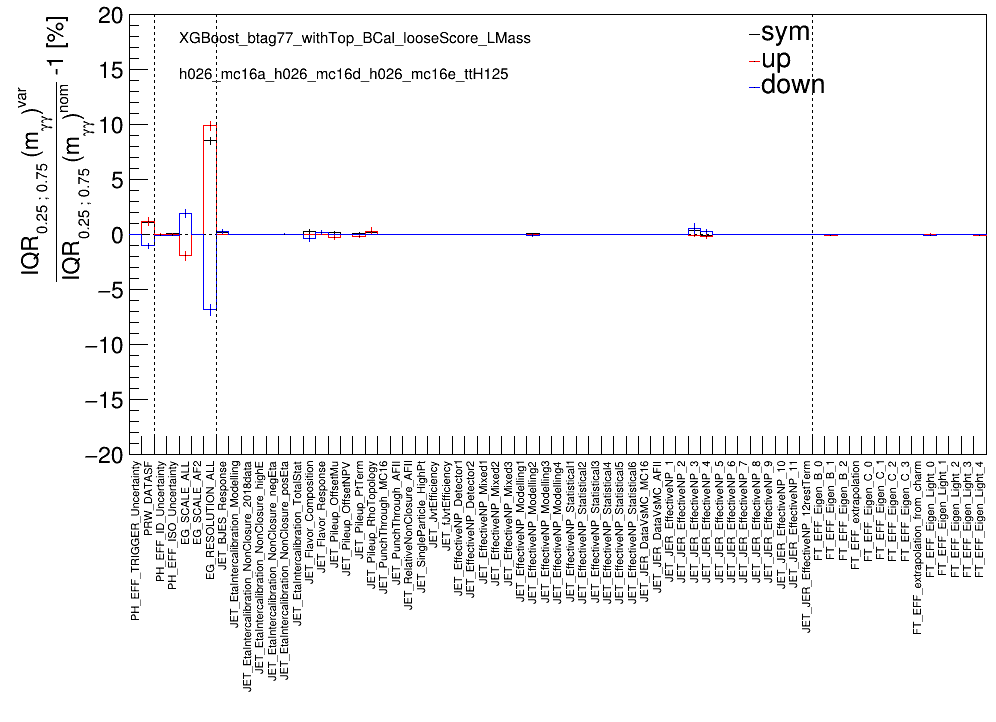 IQR0.25 ; 0.75 (mγγ)var
IQR0.25 ; 0.75 (mγγ)nom
-1 [%]
20
15
10
5
0
−5
−10
−15
−20
XGBoost_btag77_withTop_BCal_looseScore_LMass
h026_mc16a_h026_mc16d_h026_mc16e_ttH125
sym
up
down
PH_EFF_TRIGGER_Uncertainty
PRW_DATASF
PH_EFF_ID_Uncertainty
PH_EFF_ISO_Uncertainty
EG_SCALE_ALL
EG_SCALE_AF2
EG_RESOLUTION_ALL
JET_BJES_Response
JET_EtaIntercalibration_Modelling
JET_EtaIntercalibration_NonClosure_2018data
JET_EtaIntercalibration_NonClosure_highE
JET_EtaIntercalibration_NonClosure_negEta
JET_EtaIntercalibration_NonClosure_posEta
JET_EtaIntercalibration_TotalStat
JET_Flavor_Composition
JET_Flavor_Response
JET_Pileup_OffsetMu
JET_Pileup_OffsetNPV
JET_Pileup_PtTerm
JET_Pileup_RhoTopology
JET_PunchThrough_MC16
JET_PunchThrough_AFII
JET_RelativeNonClosure_AFII
JET_SingleParticle_HighPt
JET_JvtEfficiency
JET_fJvtEfficiency
JET_EffectiveNP_Detector1
JET_EffectiveNP_Detector2
JET_EffectiveNP_Mixed1
JET_EffectiveNP_Mixed2
JET_EffectiveNP_Mixed3
JET_EffectiveNP_Modelling1
JET_EffectiveNP_Modelling2
JET_EffectiveNP_Modelling3
JET_EffectiveNP_Modelling4
JET_EffectiveNP_Statistical1
JET_EffectiveNP_Statistical2
JET_EffectiveNP_Statistical3
JET_EffectiveNP_Statistical4
JET_EffectiveNP_Statistical5
JET_EffectiveNP_Statistical6
JET_JER_DataVsMC_MC16
JET_JER_DataVsMC_AFII
JET_JER_EffectiveNP_1
JET_JER_EffectiveNP_2
JET_JER_EffectiveNP_3
JET_JER_EffectiveNP_4
JET_JER_EffectiveNP_5
JET_JER_EffectiveNP_6
JET_JER_EffectiveNP_7
JET_JER_EffectiveNP_8
JET_JER_EffectiveNP_9
JET_JER_EffectiveNP_10
JET_JER_EffectiveNP_11
JET_JER_EffectiveNP_12restTerm
FT_EFF_Eigen_B_0
FT_EFF_Eigen_B_1
FT_EFF_Eigen_B_2
FT_EFF_extrapolation
FT_EFF_Eigen_C_0
FT_EFF_Eigen_C_1
FT_EFF_Eigen_C_2
FT_EFF_Eigen_C_3
FT_EFF_extrapolation_from_charm
FT_EFF_Eigen_Light_0
FT_EFF_Eigen_Light_1
FT_EFF_Eigen_Light_2
FT_EFF_Eigen_Light_3
FT_EFF_Eigen_Light_4